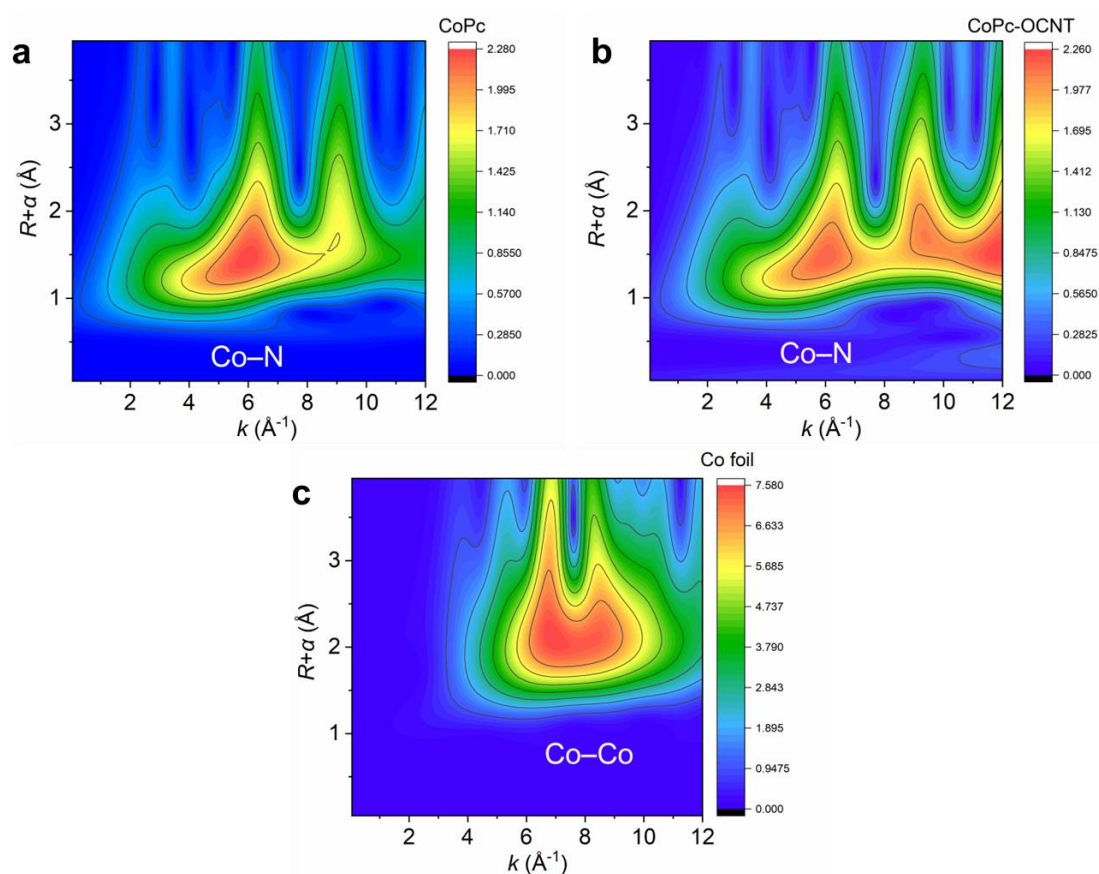 a
CoPc
R+α (Å)
3
2
1
2 4 6 8 10 12
k (Å-1)
Co–N
2.280
1.995
1.710
1.425
1.140
0.8550
0.5700
0.2850
0.000
b
CoPc-OCNT
R+α (Å)
3
2
1
2 4 6 8 10 12
k (Å-1)
Co–N
2.260
1.977
1.695
1.412
1.130
0.8475
0.5650
0.2825
0.000
c
Co foil
R+α (Å)
3
2
1
2 4 6 8 10 12
k (Å-1)
Co–Co
7.580
6.633
5.685
4.737
3.790
2.843
1.895
0.9475
0.000